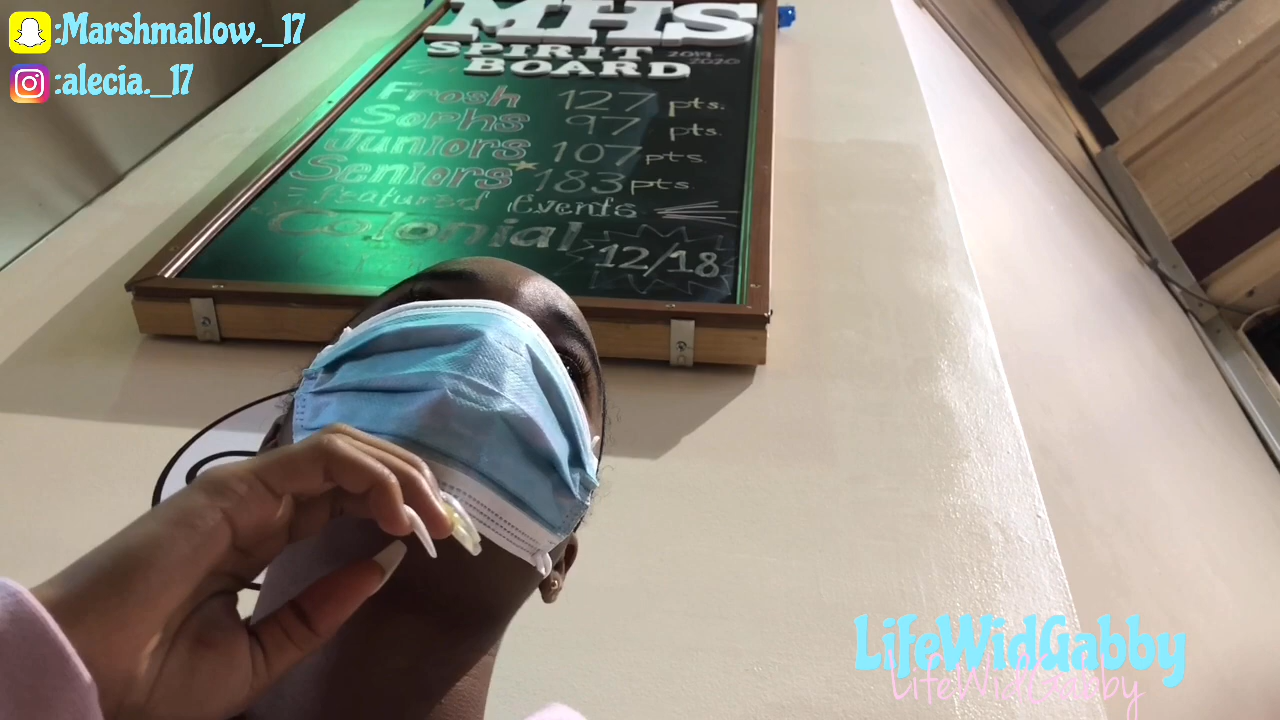 :Marshmallow._17
:alecia._17
MHS
SPIRIT
BOARD
2019-
2020
Frosh 127 pts.
Sophs 97 pts.
Juniors 107 pts.
Seniors 183 pts.
Featured Events
Colonial
12/18
LifeWidGabby
LifeWidGabby